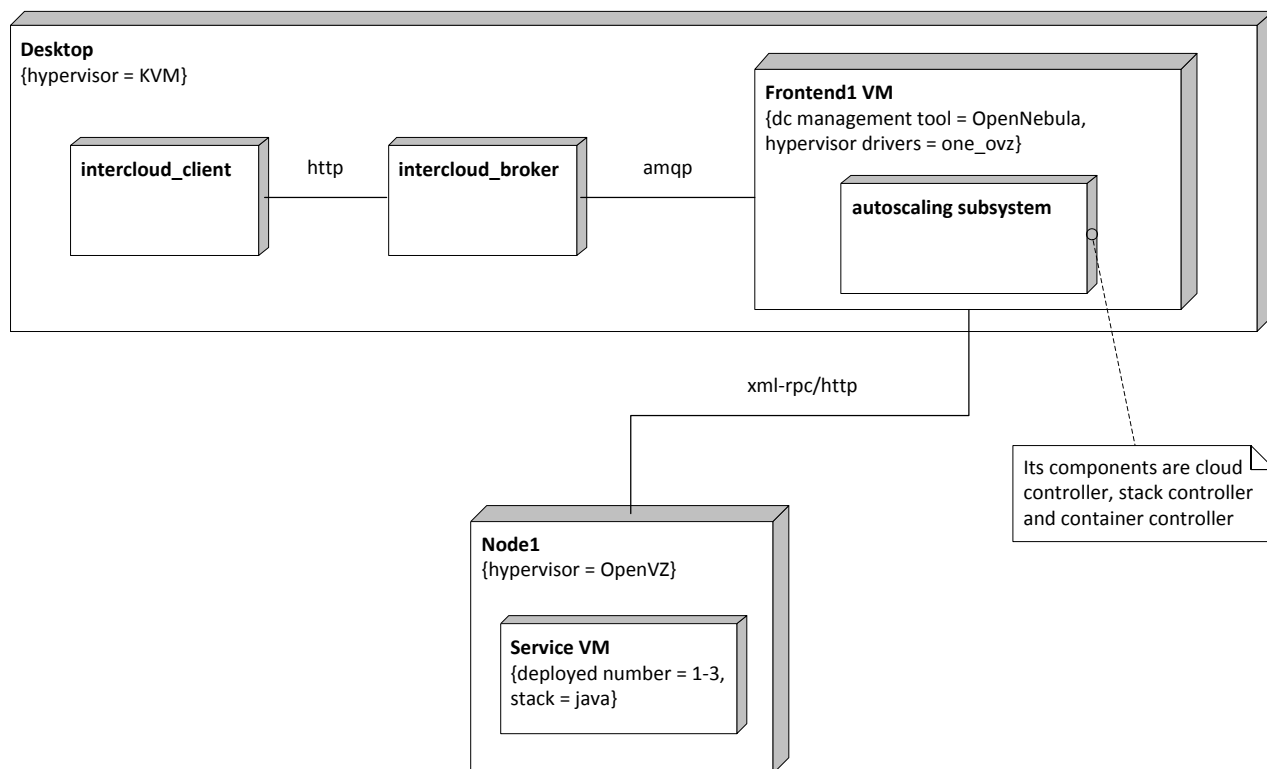 Desktop
{hypervisor = KVM}
Frontend1 VM
{dc management tool = OpenNebula,
hypervisor drivers = one_ovz}
intercloud_client
http
intercloud_broker
amqp
autoscaling subsystem
xml-rpc/http
Its components are cloud
controller, stack controller
and container controller
Node1
{hypervisor = OpenVZ}
Service VM
{deployed number = 1-3,
stack = java}